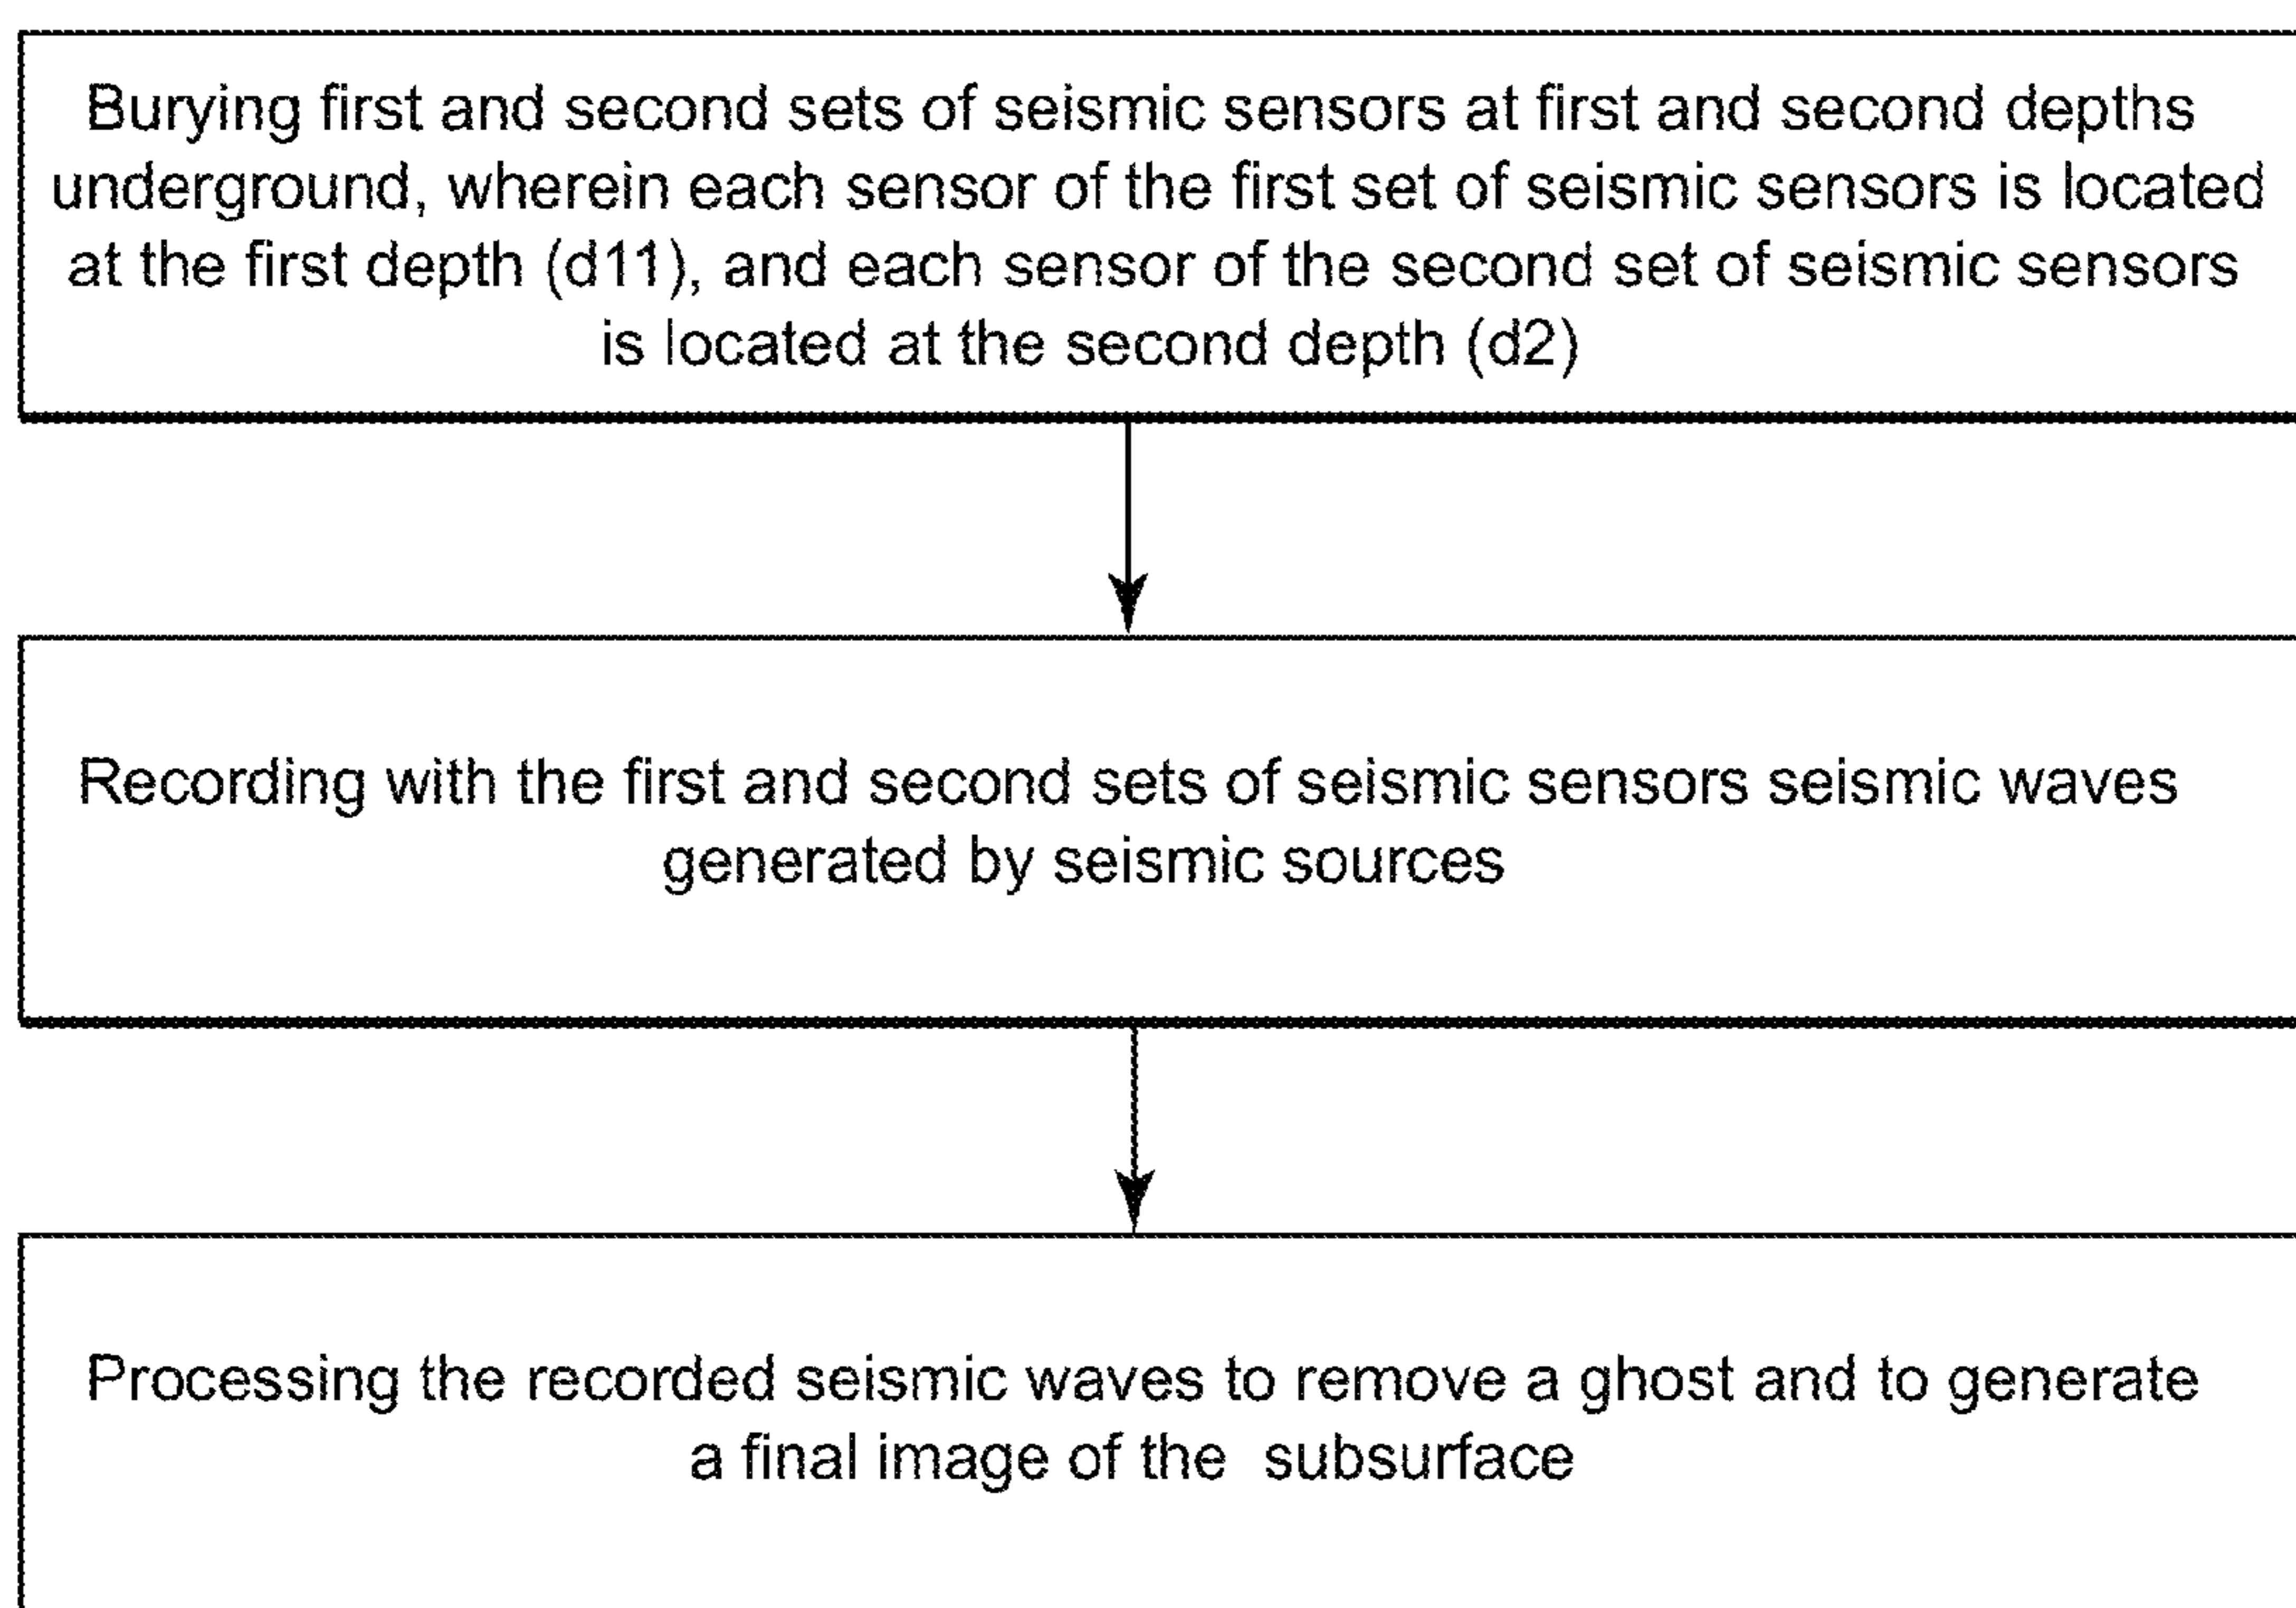 Burying first and second sets of seismic sensors at first and second depths
underground, wherein each sensor of the first set of seismic sensors is located
at the first depth (d11), and each sensor of the second set of seismic sensors
is located at the second depth (d2)
Recording with the first and second sets of seismic sensors seismic waves
generated by seismic sources
Processing the recorded seismic waves to remove a ghost and to generate
a final image of the subsurface